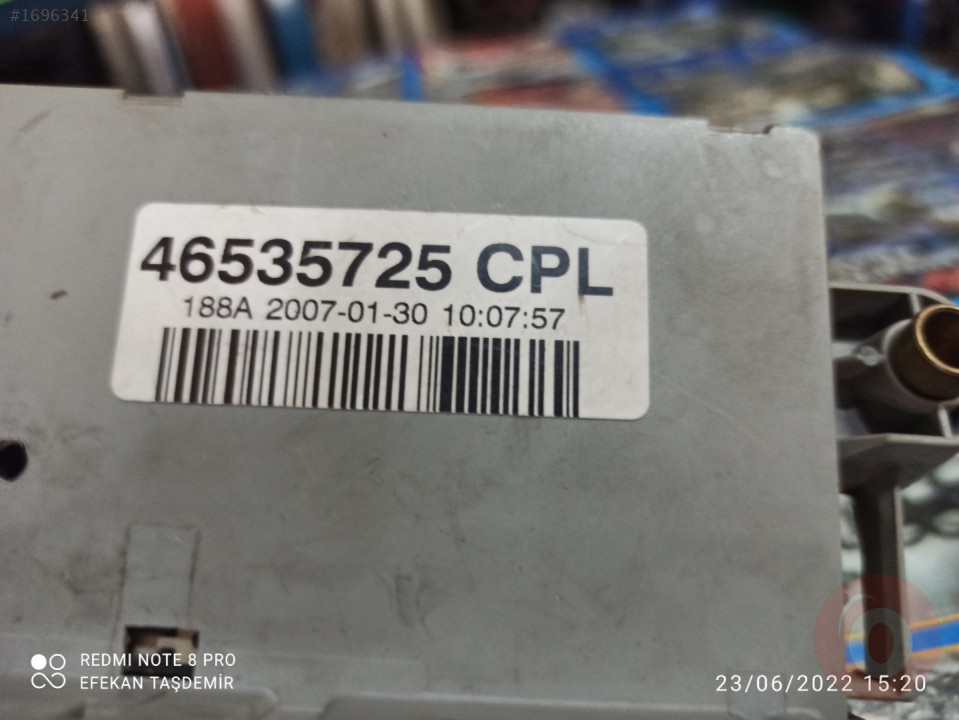 #1696341
46535725 CPL
188A 2007-01-30 10:07:57
REDMI NOTE 8 PRO
EFEKAN TAŞDEMİR
23/06/2022 15:20